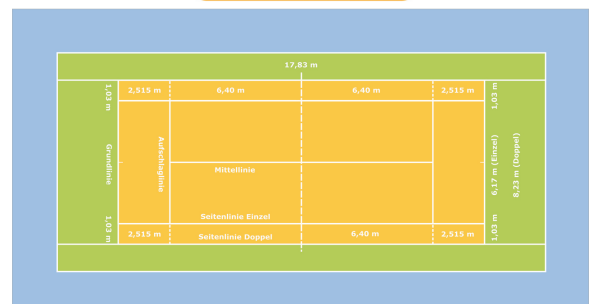 17,83 m
1,03 m
2,515 m
6,40 m
6,40 m
2,515 m
1,03 m
Grundlinie
Aufschlaglinie
Mittellinie
6,17 m (Einzel)
8,23 m (Doppel)
Seitenlinie Einzel
1,03 m
2,515 m
Seitenlinie Doppel
6,40 m
2,515 m
1,03 m